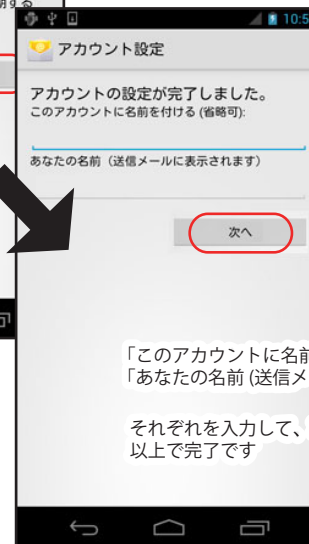 期する
10:5
アカウント設定
アカウントの設定が完了しました。
このアカウントに名前を付ける (省略可):
あなたの名前（送信メールに表示されます）
次へ
「このアカウントに名前
「あなたの名前 (送信メ
それぞれを入力して、
以上で完了です